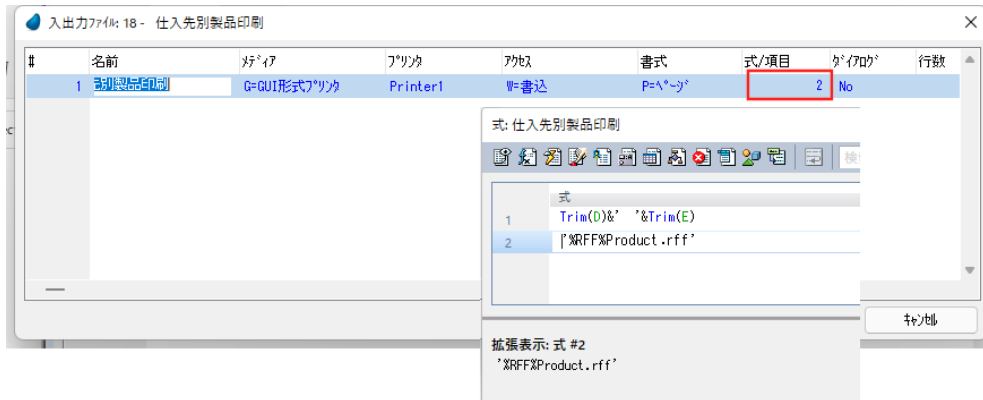 入出力ﾌｧｲﾙ: 18 - 仕入先別製品印刷
# 名前 ﾒﾃﾞｨｱ ﾌﾟﾘﾝﾀ ｱｸｾｽ 書式 式/項目 ﾀﾞｲｱﾛｸﾞ 行数
1 別製品印刷 G=GUI形式ﾌﾟﾘﾝﾀ Printer1 W=書込 P=ﾍﾟｰｼﾞ 2 No
式: 仕入先別製品印刷
検
式
1 Trim(D)&' '&Trim(E)
2 '%RFF%Product.rff'
ｷｬﾝｾﾙ
拡張表示: 式 #2
'%RFF%Product.rff'